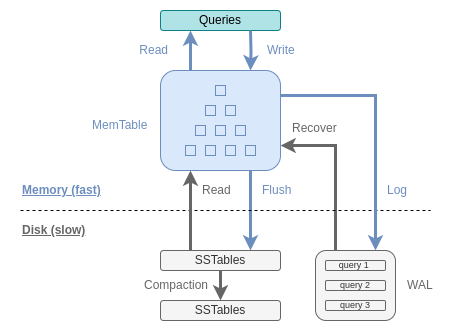 Queries
Read
Write
MemTable
Recover
Memory (fast)
Read
Flush
Log
Disk (slow)
SSTables
query 1
Compaction
query 2
WAL
SSTables
query 3